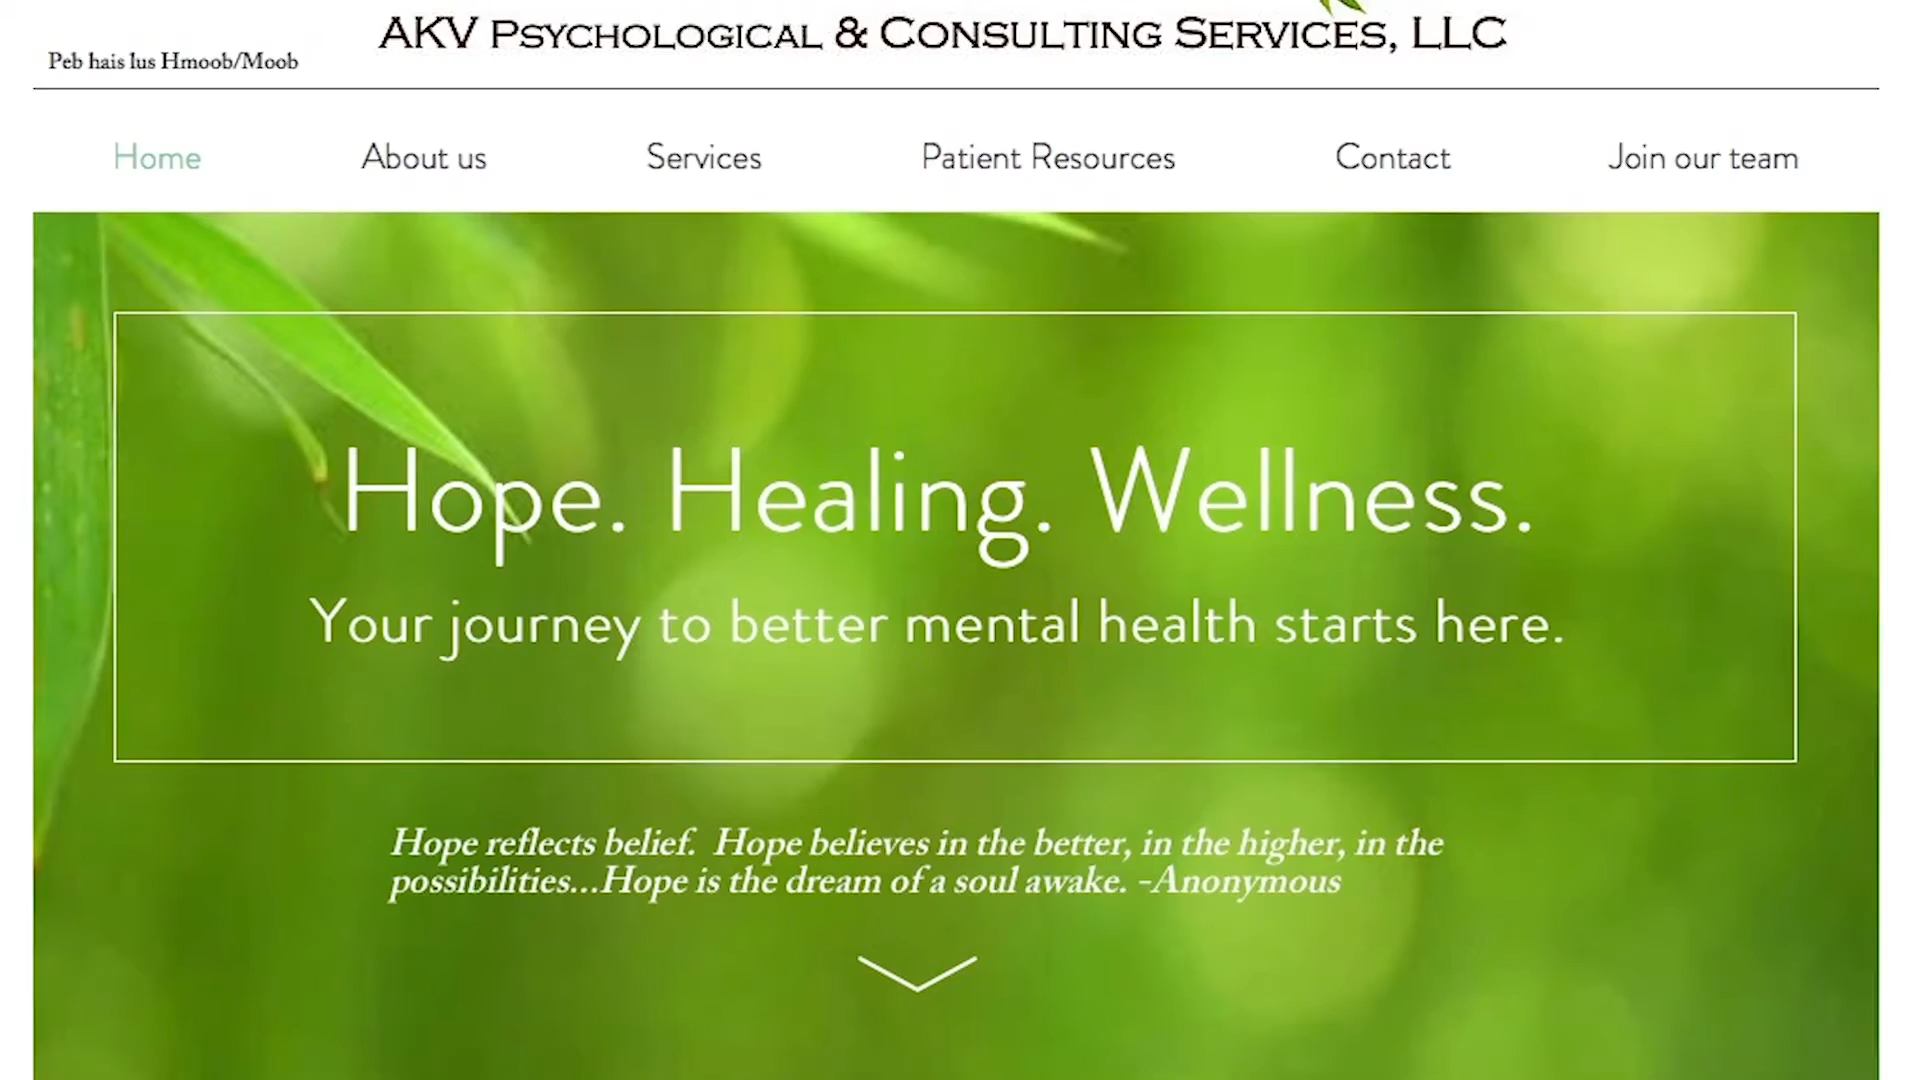 AKV PSYCHOLOGICAL & CONSULTING SERVICES, LLC
Peb hais lus Hmoob/Moob
Home About us Services Patient Resources Contact Join our team
Hope. Healing. Wellness.
Your journey to better mental health starts here.
Hope reflects belief. Hope believes in the better, in the higher, in the
possibilities...Hope is the dream of a soul awake. -Anonymous